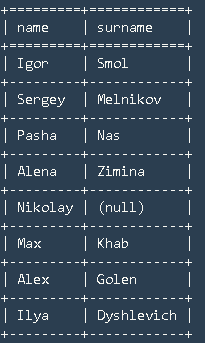 name surname
Igor Smol
Sergey Melnikov
Pasha Nas
Alena Zimina
Nikolay (null)
Max Khab
Alex Golen
Ilya Dyshlevich